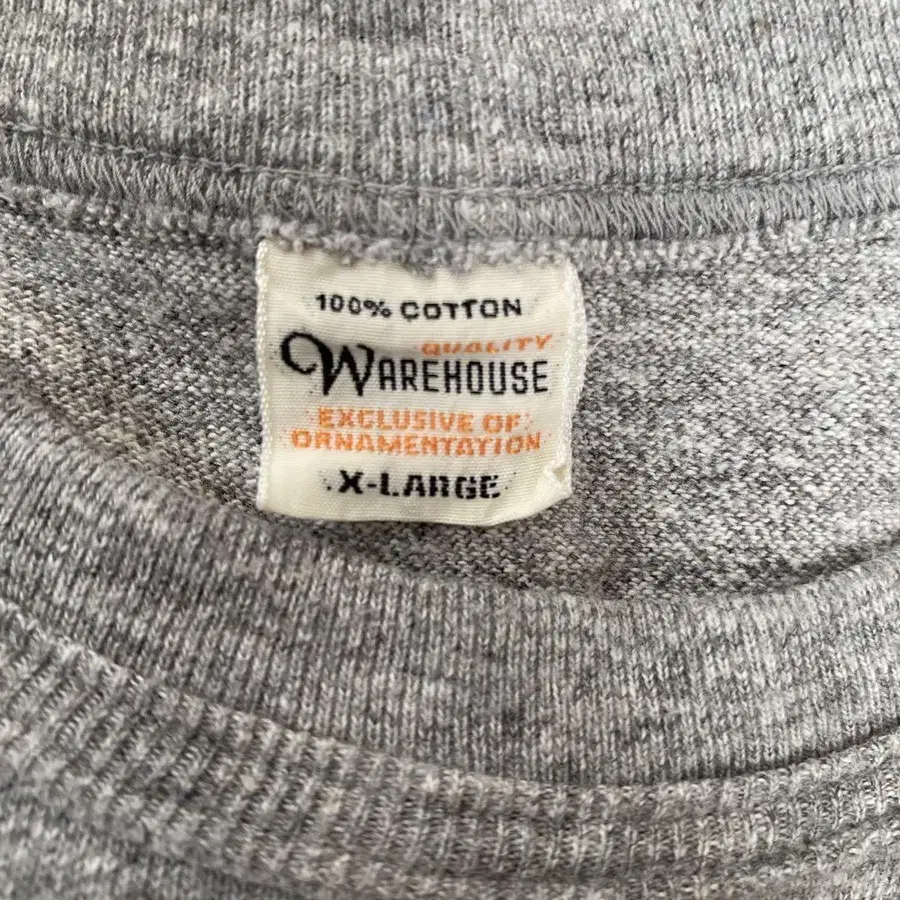 100% COTTON
QUALITY
WAREHOUSE
EXCLUSIVE OF
ORNAMENTATION
X-LARGE